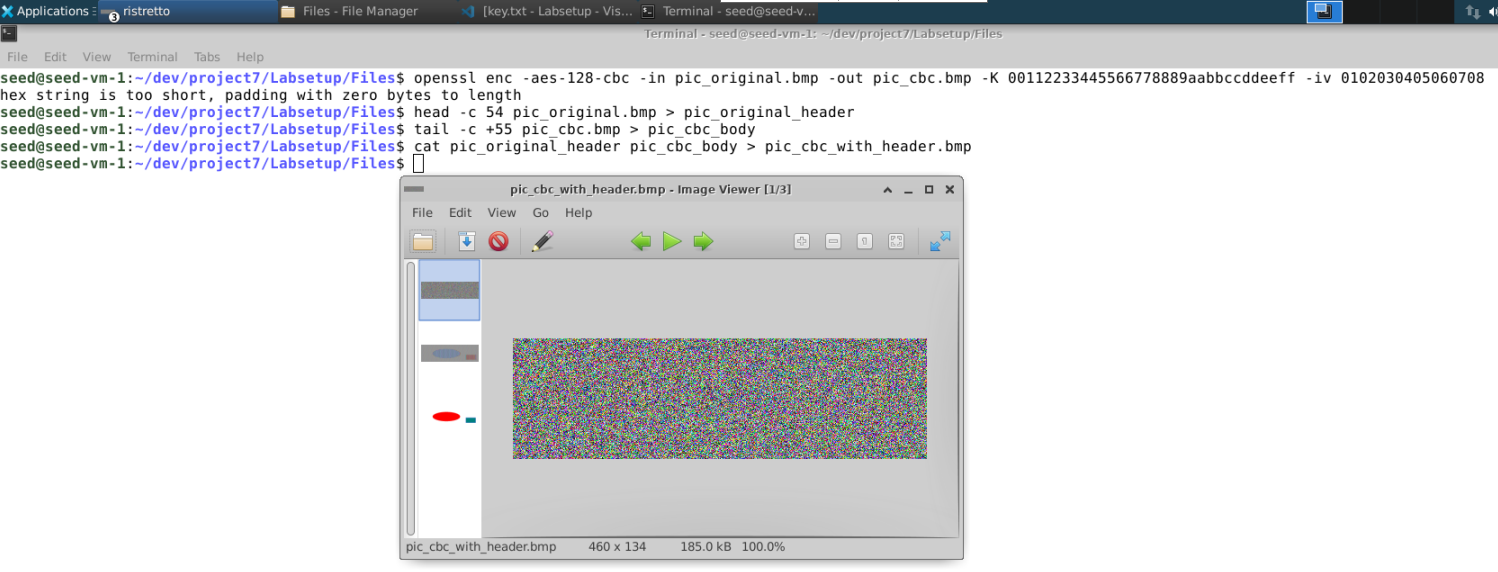 Applications
3
ristretto
Files - File Manager
[key.txt - Labsetup - Vis...
Terminal - seed@seed-v...
Terminal - seed@seed-vm-1: ~/dev/project7/Labsetup/Files
File Edit View Terminal Tabs Help
seed@seed-vm-1:~/dev/project7/Labsetup/Files$ openssl enc -aes-128-cbc -in pic_original.bmp -out pic_cbc.bmp -K 00112233445566778889aabbccddeeff -iv 0102030405060708
hex string is too short, padding with zero bytes to length
seed@seed-vm-1:~/dev/project7/Labsetup/Files$ head -c 54 pic_original.bmp > pic_original_header
seed@seed-vm-1:~/dev/project7/Labsetup/Files$ tail -c +55 pic_cbc.bmp > pic_cbc_body
seed@seed-vm-1:~/dev/project7/Labsetup/Files$ cat pic_original_header pic_cbc_body > pic_cbc_with_header.bmp
seed@seed-vm-1:~/dev/project7/Labsetup/Files$
pic_cbc_with_header.bmp - Image Viewer [1/3]
File Edit View Go Help
pic_cbc_with_header.bmp 460 x 134 185.0 kB 100.0%